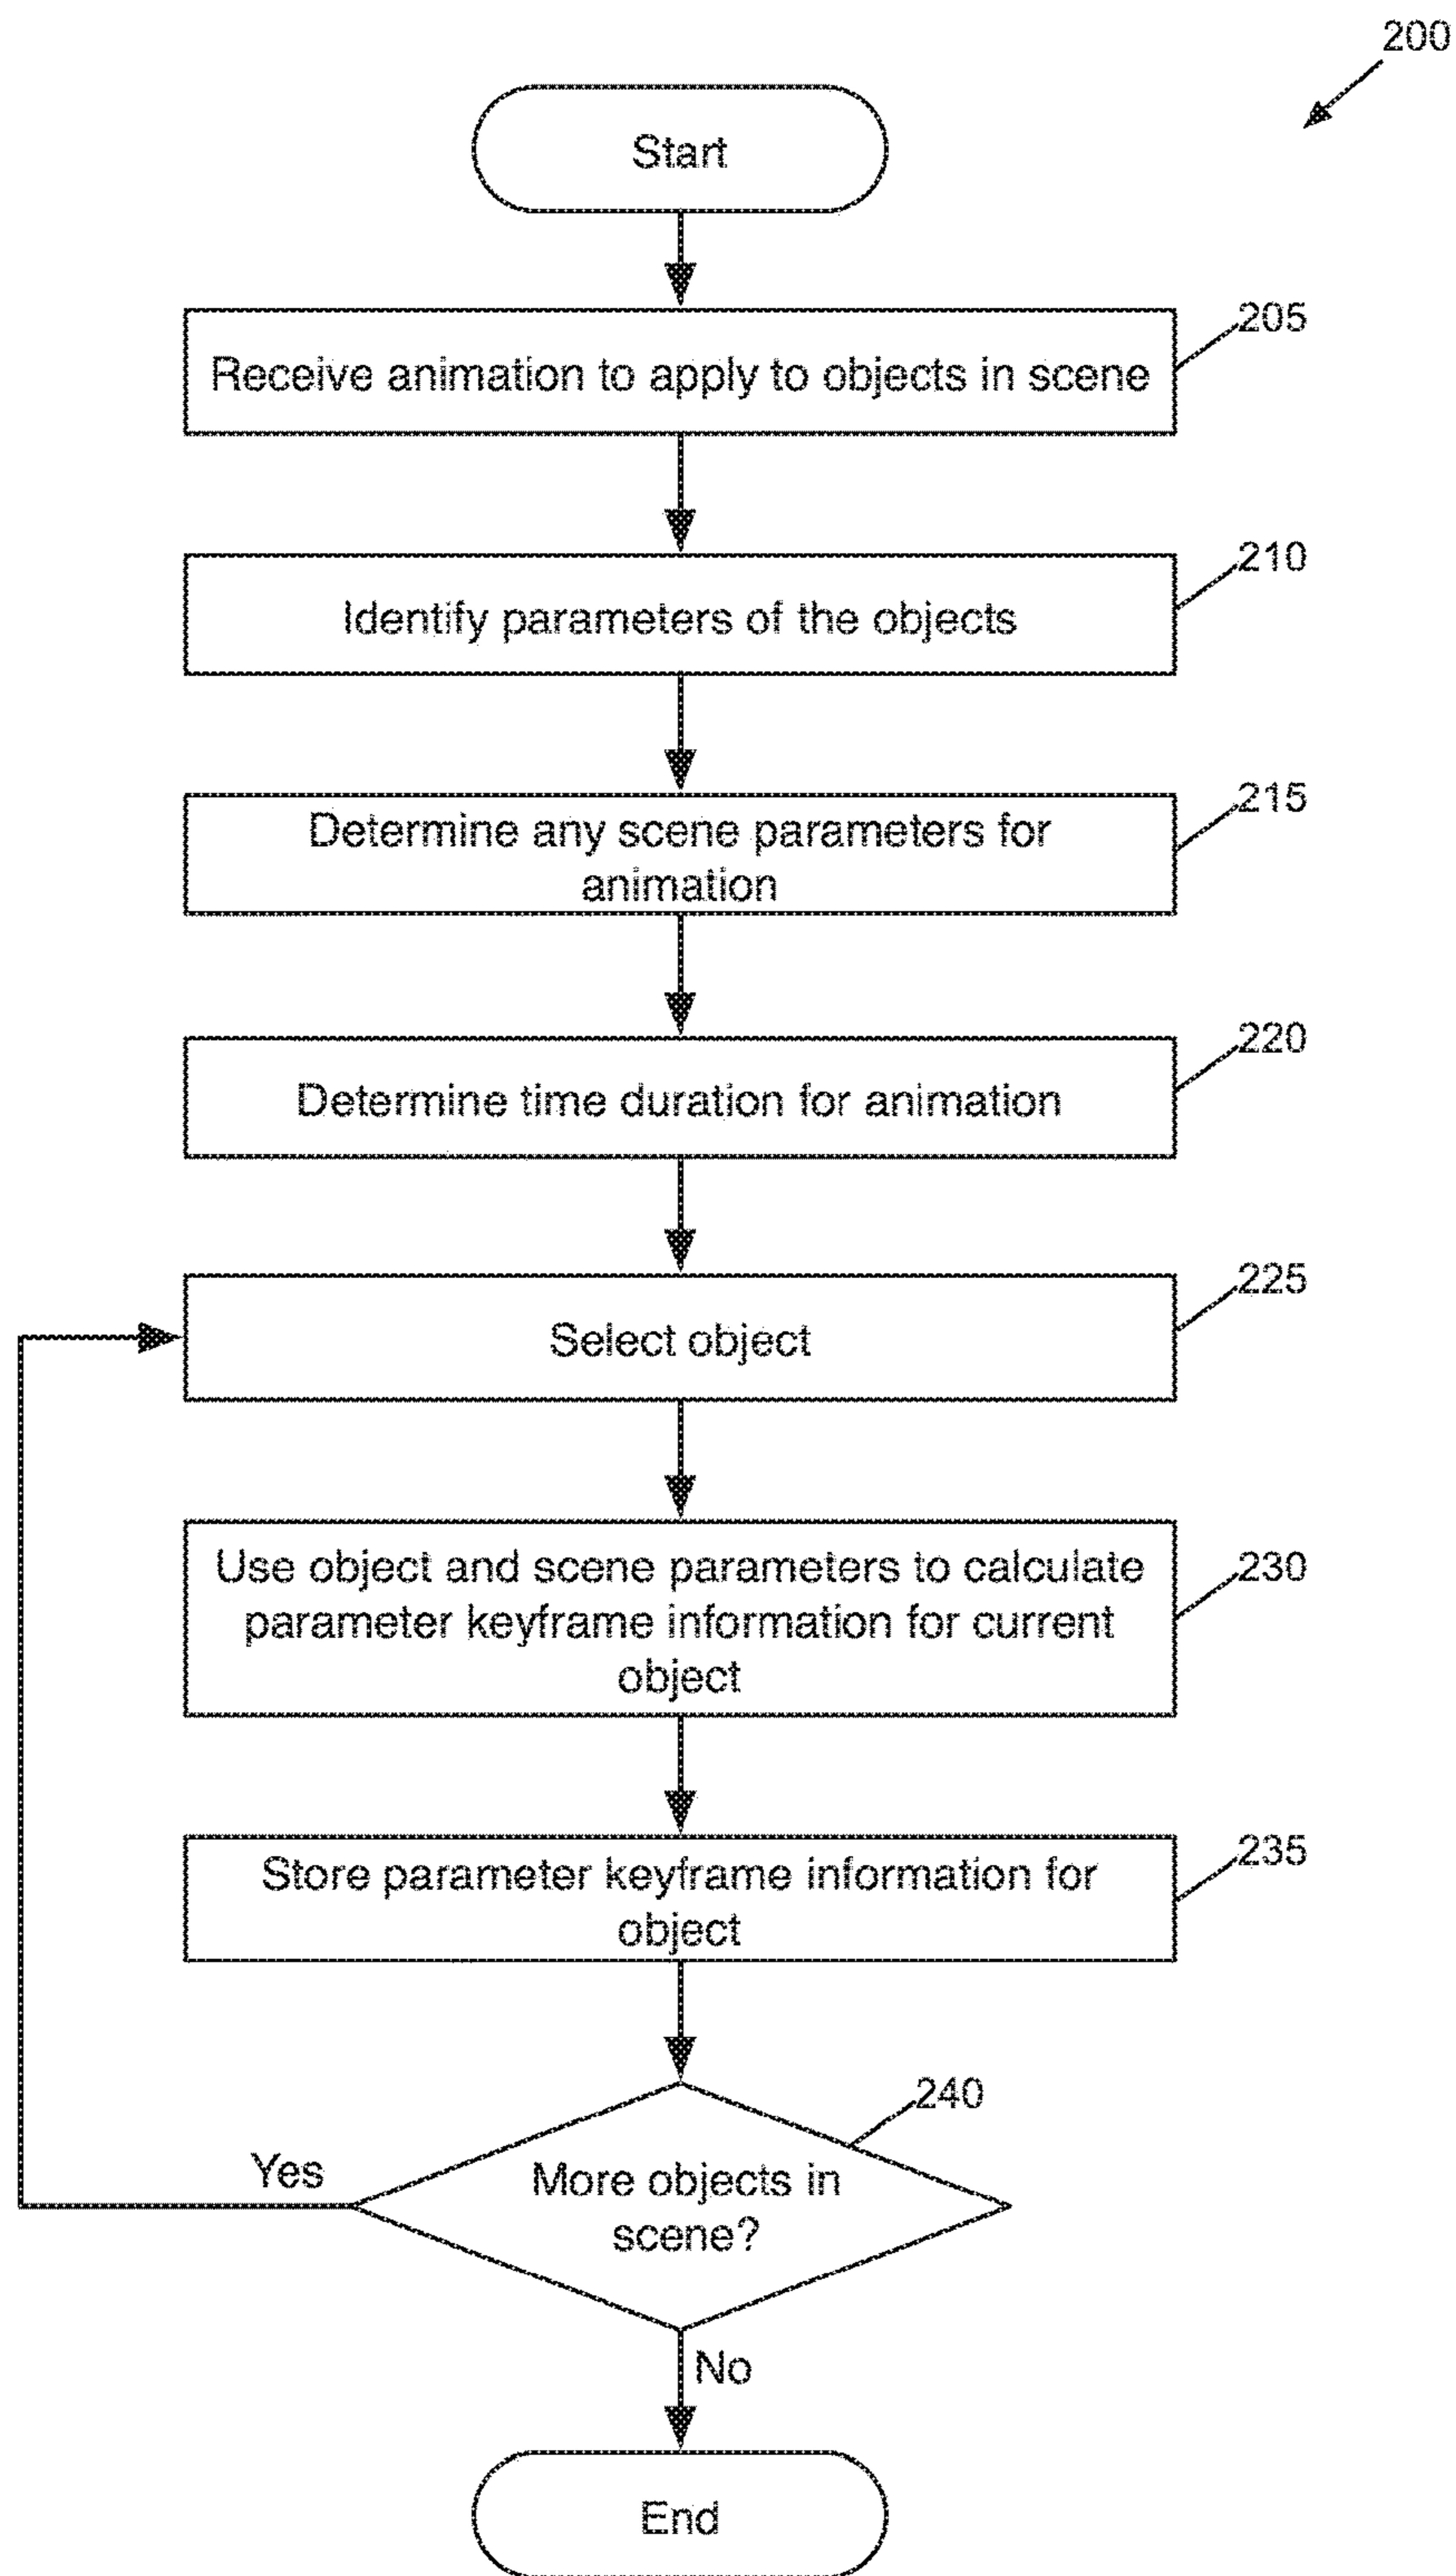 200
Start
205
Receive animation to apply to objects in scene
210
Identify parameters of the objects
215
Determine any scene parameters for
animation
220
Determine time duration for animation
225
Select object
230
Use object and scene parameters to calculate
parameter keyframe information for current
object
235
Store parameter keyframe information for
object
240
More objects in
scene?
Yes
No
End